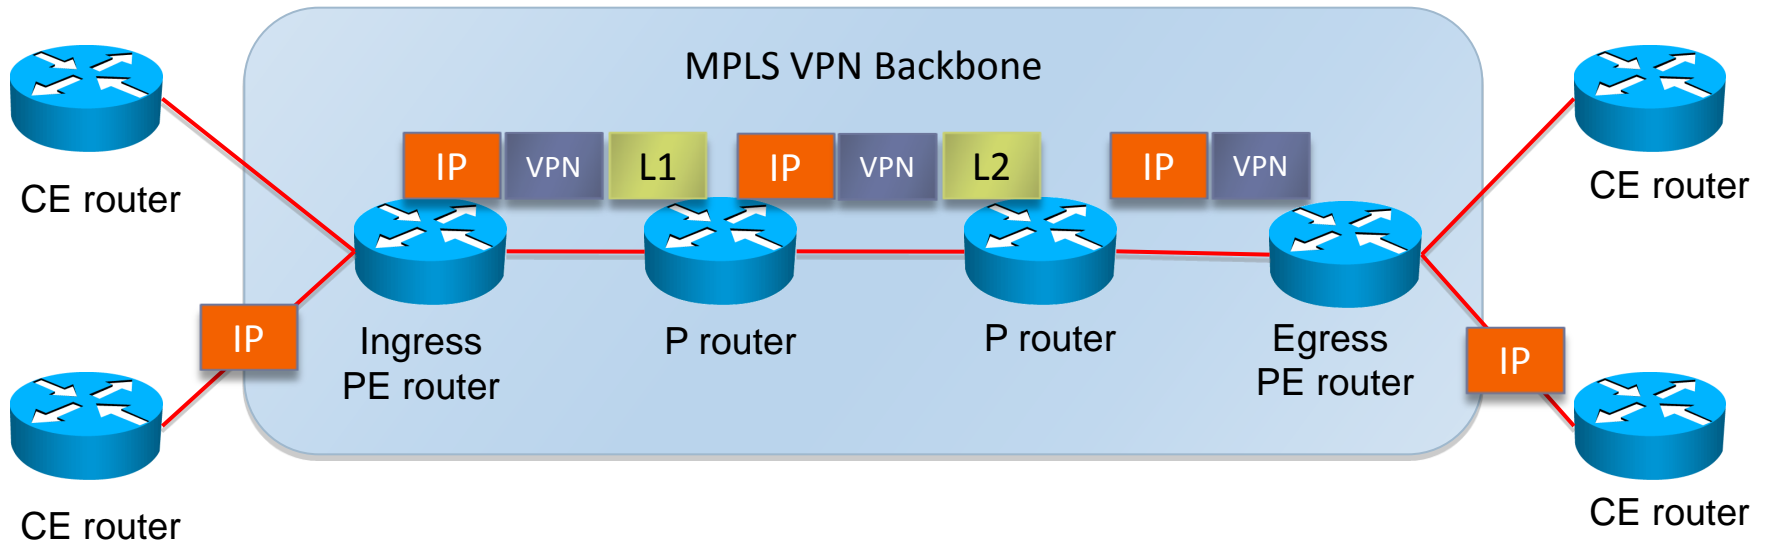 MPLS VPN Backbone
IP VPN L1 IP VPN L2 IP VPN
CE router
CE router
IP
Ingress
PE router
P router
P router
Egress
PE router
IP
CE router
CE router